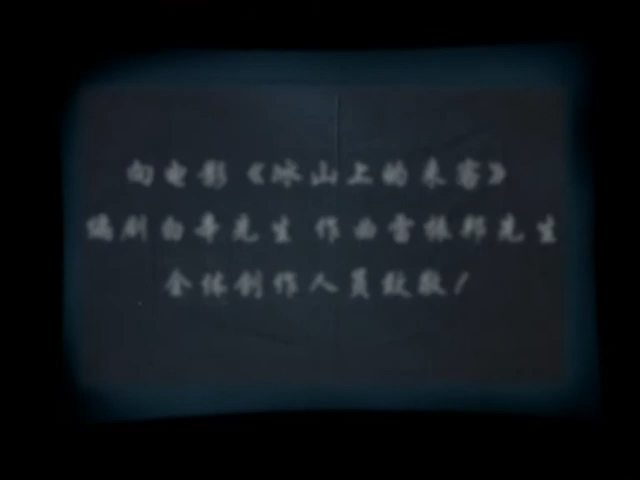 向电影《冰山上的来客》
编剧白辛先生 作曲雷振邦先生
全体创作人员致敬！